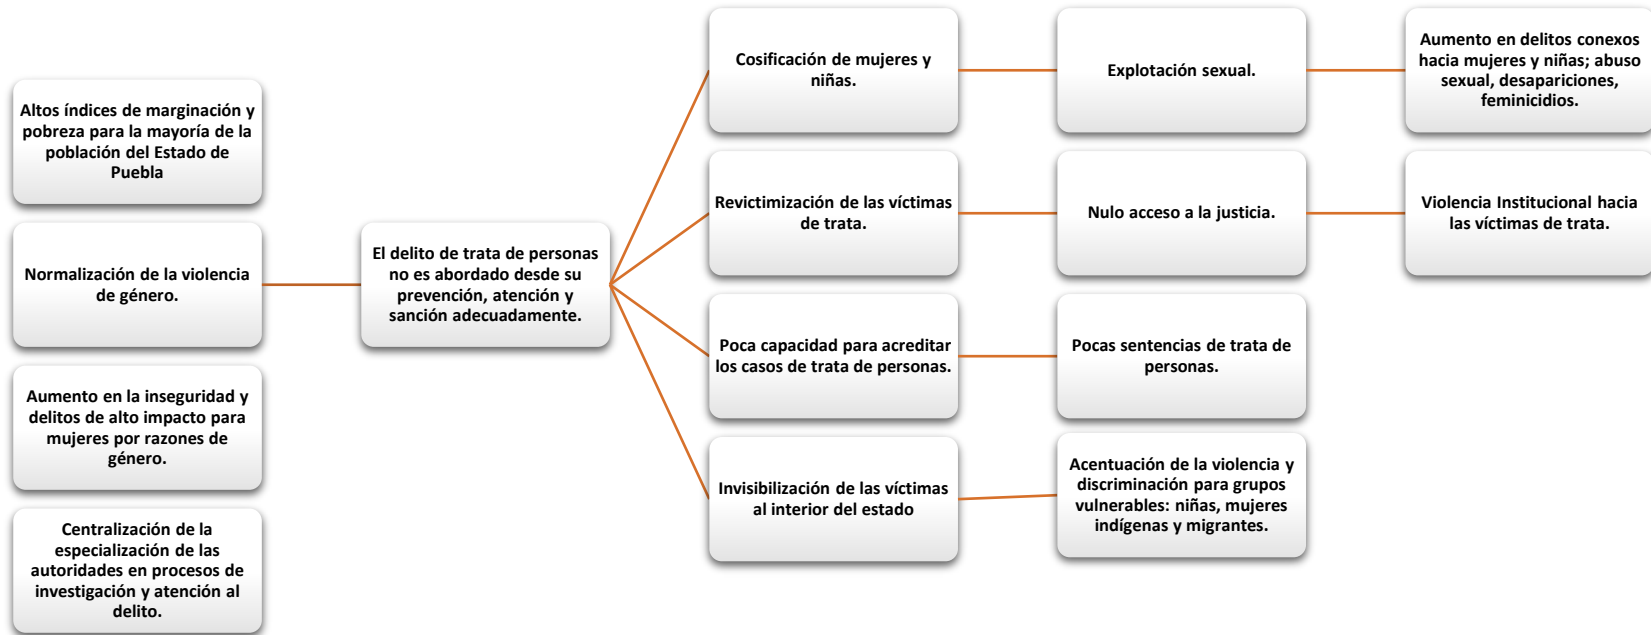 Altos índices de marginación y
pobreza para la mayoría de la
población del Estado de
Puebla
Normalización de la violencia
de género.
Aumento en la inseguridad y
delitos de alto impacto para
mujeres por razones de
género.
Centralización de la
especialización de las
autoridades en procesos de
investigación y atención al
delito.
El delito de trata de personas
no es abordado desde su
prevención, atención y
sanción adecuadamente.
Cosificación de mujeres y
niñas.
Explotación sexual.
Aumento en delitos conexos
hacia mujeres y niñas; abuso
sexual, desapariciones,
feminicidios.
Revictimización de las víctimas
de trata.
Nulo acceso a la justicia.
Violencia Institucional hacia
las víctimas de trata.
Poca capacidad para acreditar
los casos de trata de personas.
Pocas sentencias de trata de
personas.
Invisibilización de las víctimas
al interior del estado
Acentuación de la violencia y
discriminación para grupos
vulnerables: niñas, mujeres
indígenas y migrantes.